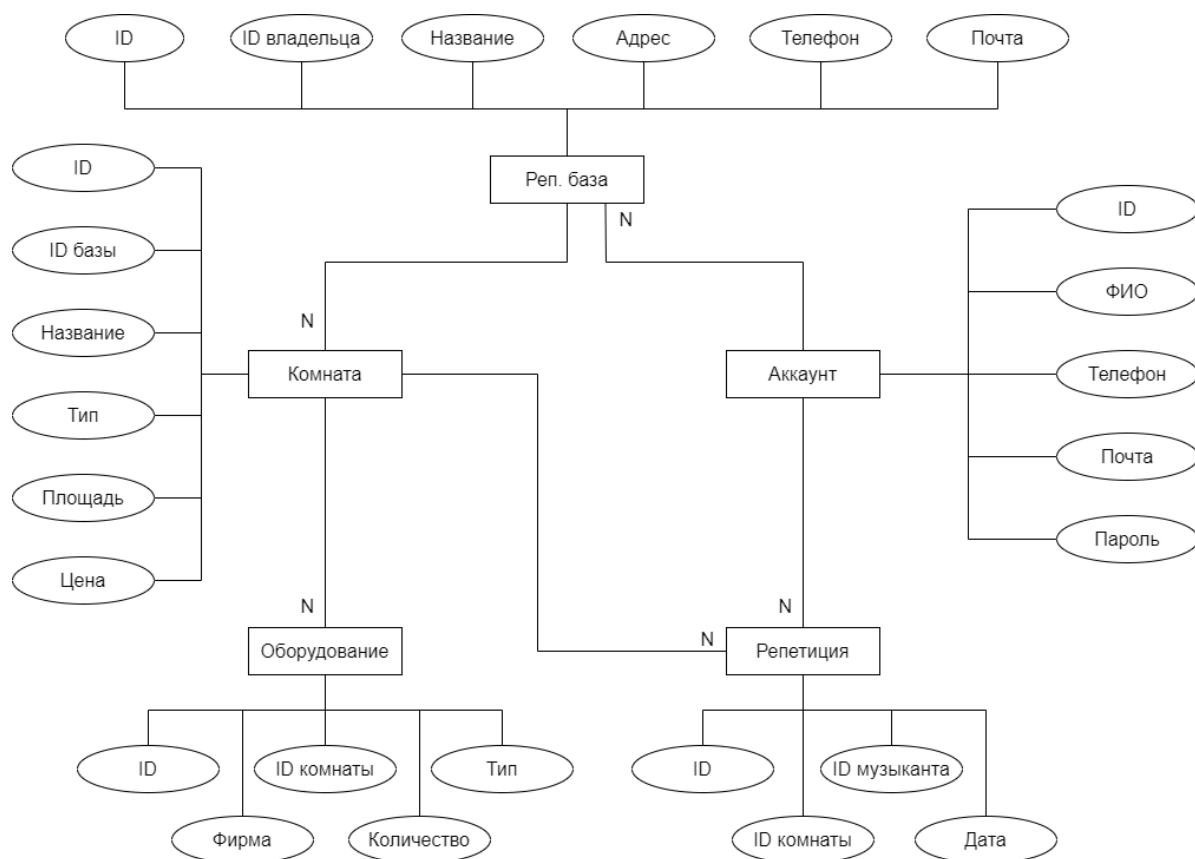 ID
ID владельца
Название
Адрес
Телефон
Почта
Реп. база
N
ID
ID базы
Название
Тип
Площадь
Цена
N
Комната
Аккаунт
ID
ФИО
Телефон
Почта
Пароль
N
N
N
Оборудование
Репетиция
ID
ID комнаты
Тип
Фирма
Количество
ID
ID музыканта
ID комнаты
Дата